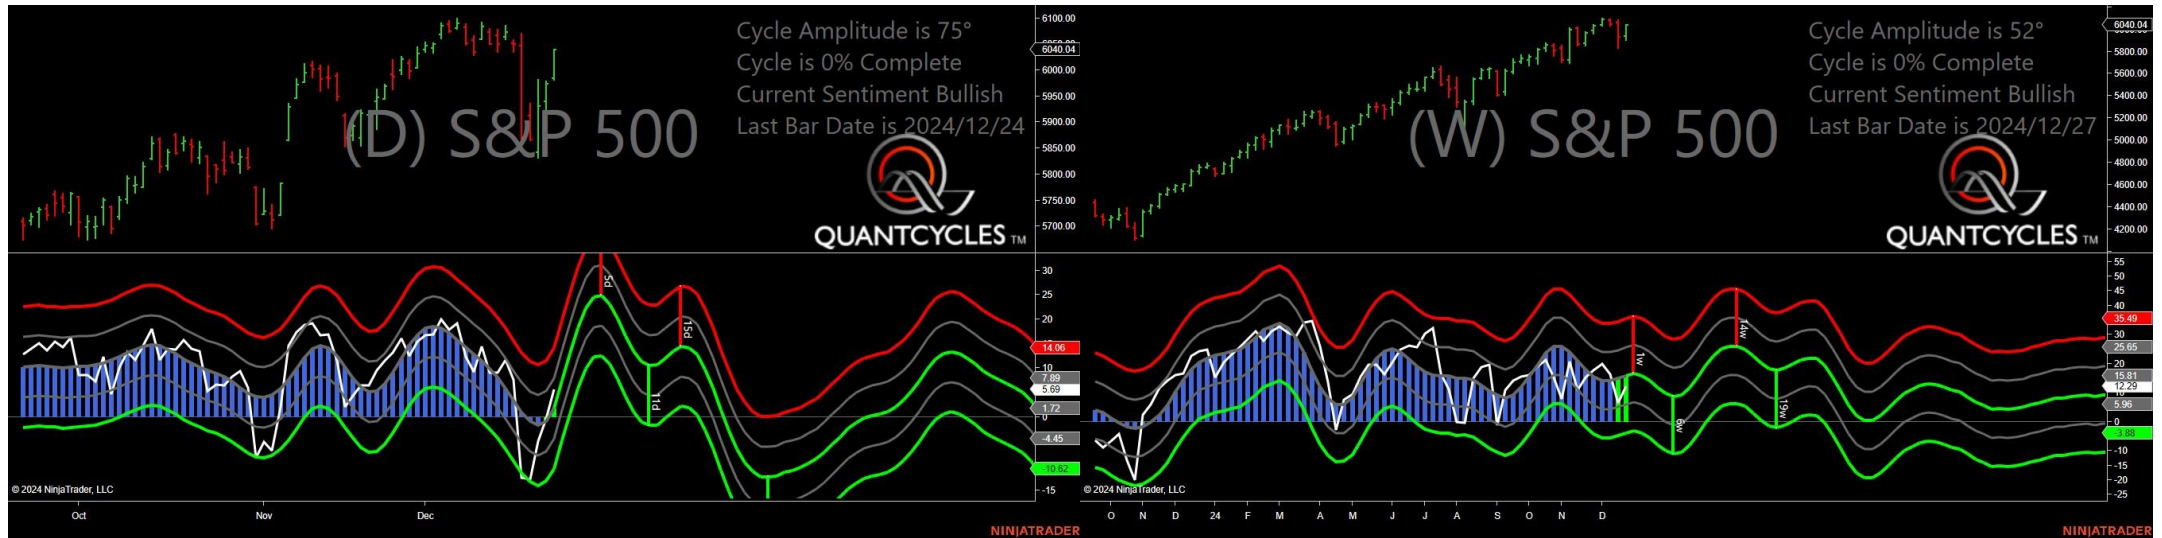 Cycle Amplitude is 75°
Cycle is 0% Complete
Current Sentiment Bullish
Last Bar Date is 2024/12/24
(D) S&P 500
QUANTCYCLES TM
6100.00
6040.04
6000.00
5950.00
5900.00
5850.00
5800.00
5750.00
5700.00
5d
15d
11d
30
25
20
14.06
10
7.89
5.69
1.72
0
-4.45
-10.62
-15
© 2024 NinjaTrader, LLC
Oct Nov Dec
NINJATRADER
Cycle Amplitude is 52°
Cycle is 0% Complete
Current Sentiment Bullish
Last Bar Date is 2024/12/27
(W) S&P 500
QUANTCYCLES TM
6040.04
5800.00
5600.00
5400.00
5200.00
5000.00
4800.00
4600.00
4400.00
4200.00
1w
14w
6w
19w
55
50
45
40
35.49
30
25.65
20
15.81
12.29
5.96
0
-3.88
-10
-15
-20
-25
© 2024 NinjaTrader, LLC
O N D 24 F M A M J J A S O N D
NINJATRADER